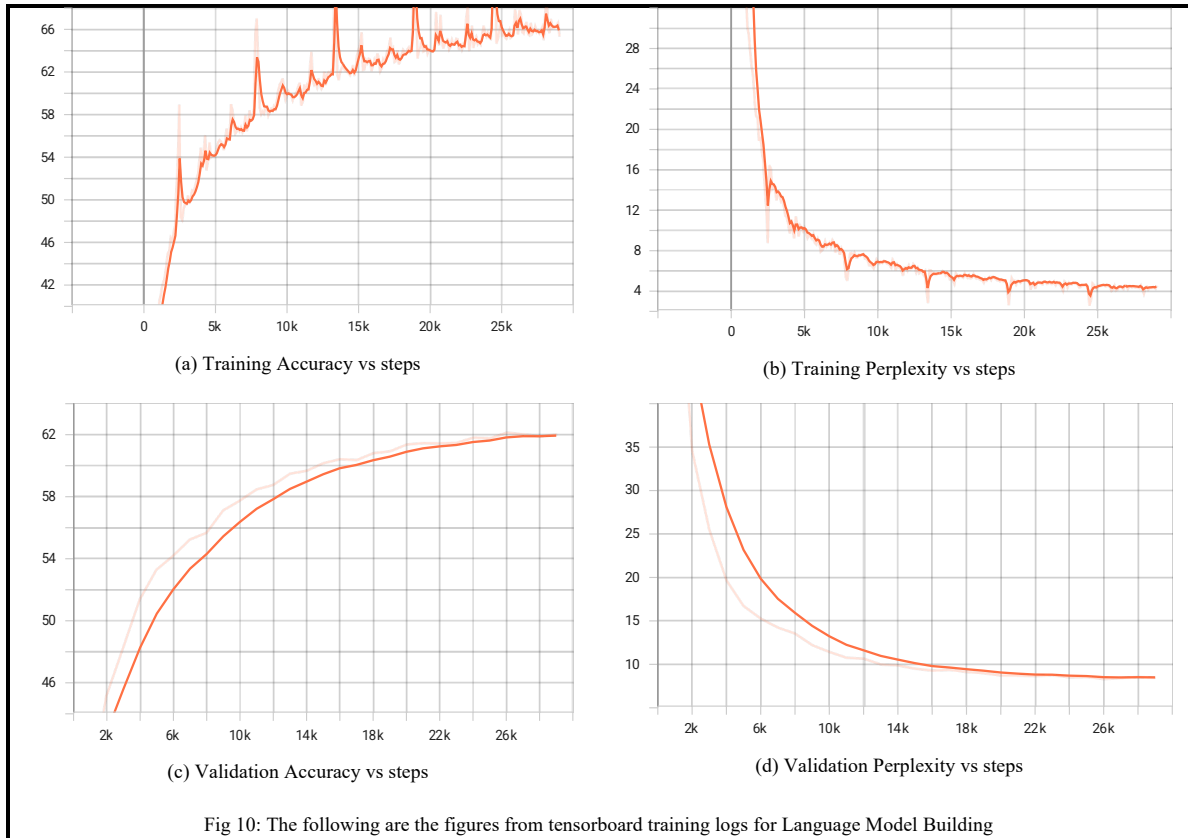 66
62
58
54
50
46
42
0 5k 10k 15k 20k 25k
(a) Training Accuracy vs steps
28
24
20
16
12
8
4
0 5k 10k 15k 20k 25k
(b) Training Perplexity vs steps
62
58
54
50
46
2k 6k 10k 14k 18k 22k 26k
(c) Validation Accuracy vs steps
35
30
25
20
15
10
2k 6k 10k 14k 18k 22k 26k
(d) Validation Perplexity vs steps
Fig 10: The following are the figures from tensorboard training logs for Language Model Building